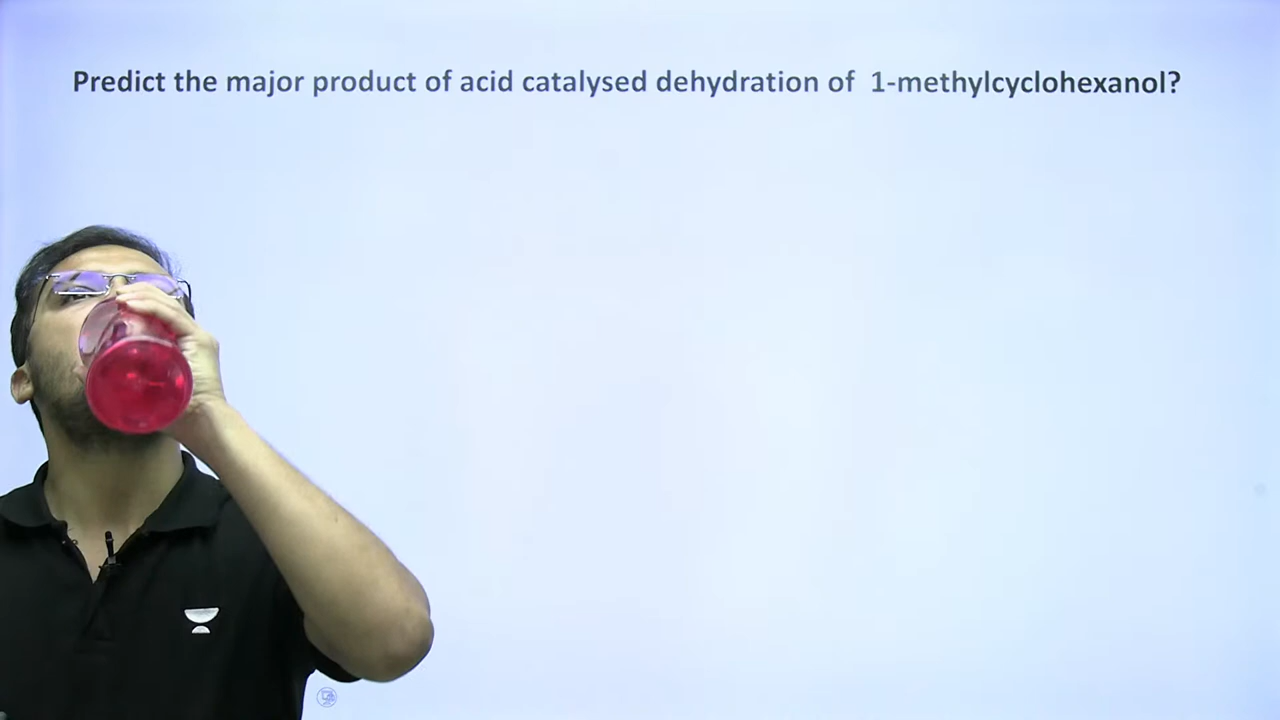 Predict the major product of acid catalysed dehydration of 1-methylcyclohexanol?